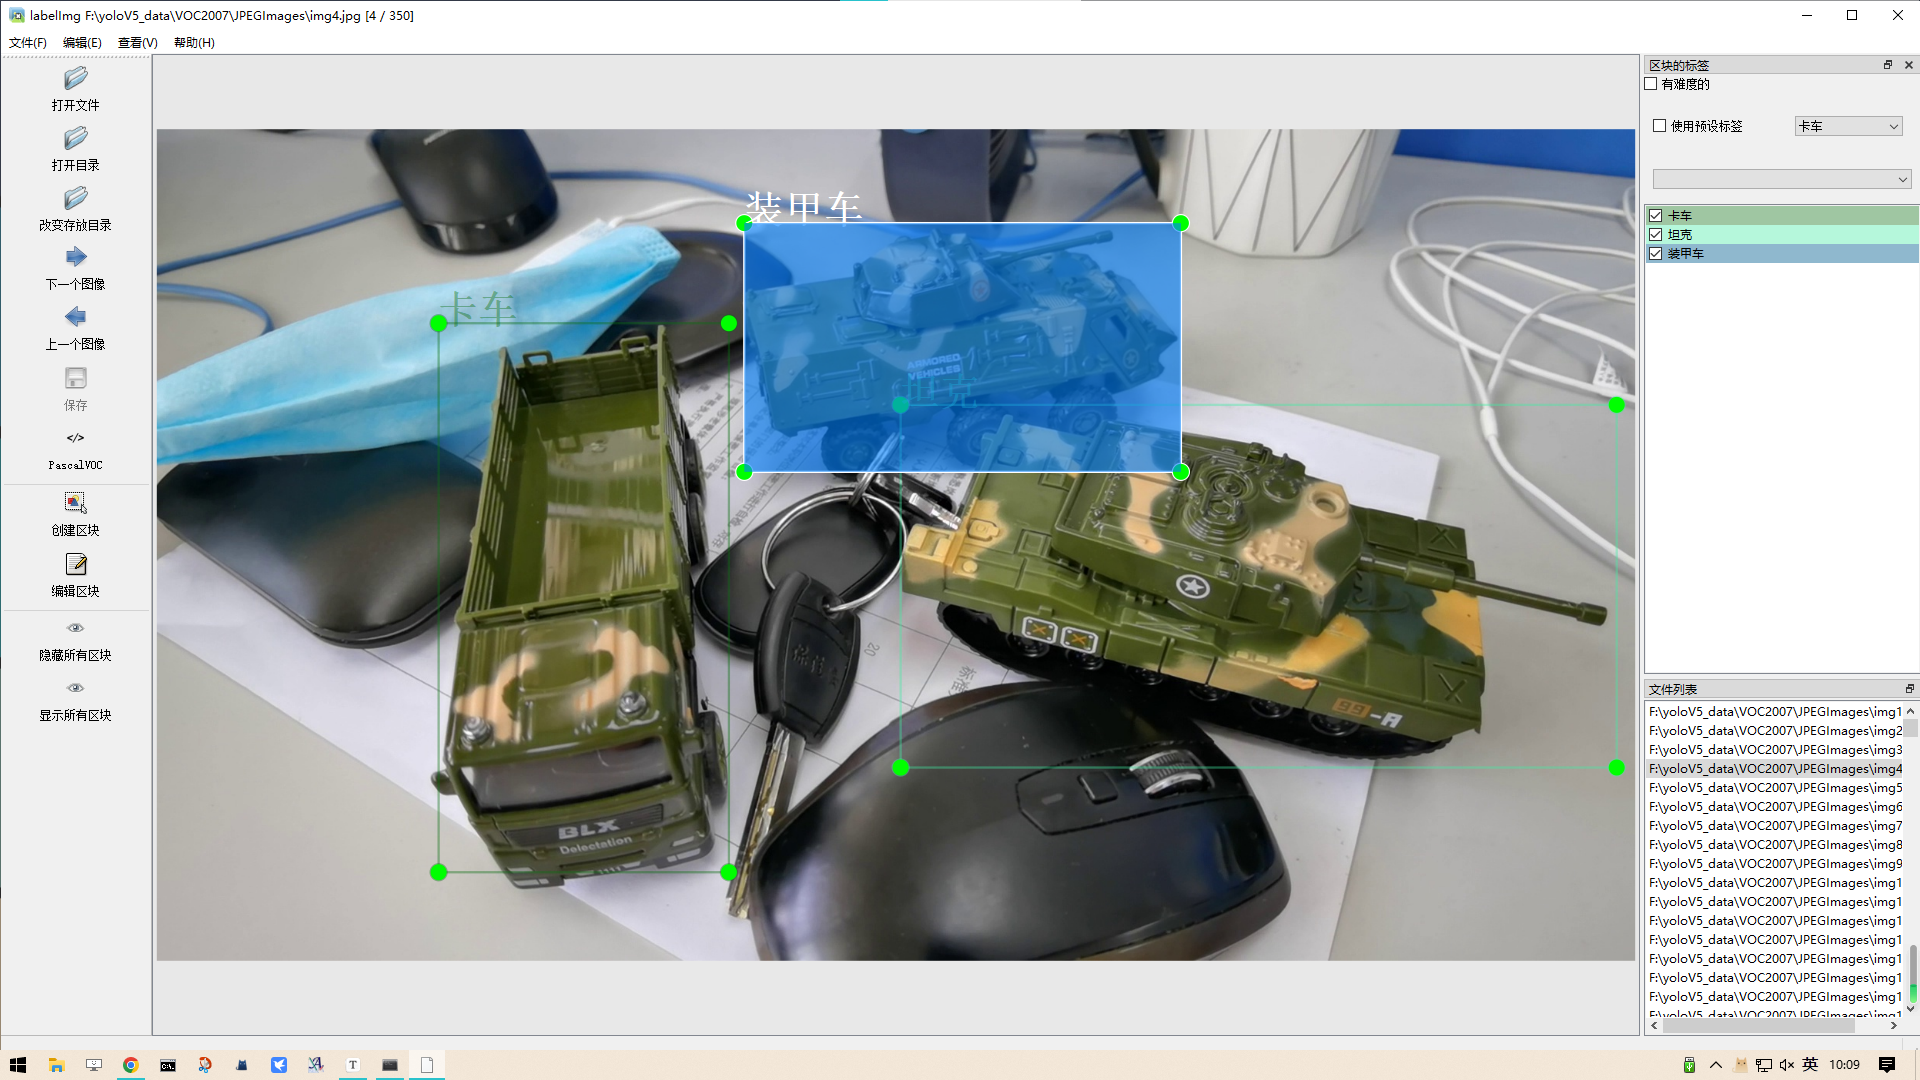 labelImg F:\yoloV5_data\VOC2007\JPEGImages\img4.jpg [4 / 350]
文件(F) 编辑(E) 查看(V) 帮助(H)
打开文件
打开目录
改变存放目录
下一个图像
上一个图像
保存
</>
PascalVOC
创建区块
编辑区块
隐藏所有区块
显示所有区块
装甲车
卡车
坦克
ARMORED
VEHICLES
BLX
Delectation
99-A
20
标准
区块的标签
有难度的
使用预设标签 卡车
卡车
坦克
装甲车
文件列表
F:\yoloV5_data\VOC2007\JPEGImages\img1
F:\yoloV5_data\VOC2007\JPEGImages\img2
F:\yoloV5_data\VOC2007\JPEGImages\img3
F:\yoloV5_data\VOC2007\JPEGImages\img4
F:\yoloV5_data\VOC2007\JPEGImages\img5
F:\yoloV5_data\VOC2007\JPEGImages\img6
F:\yoloV5_data\VOC2007\JPEGImages\img7
F:\yoloV5_data\VOC2007\JPEGImages\img8
F:\yoloV5_data\VOC2007\JPEGImages\img9
F:\yoloV5_data\VOC2007\JPEGImages\img1
F:\yoloV5_data\VOC2007\JPEGImages\img1
F:\yoloV5_data\VOC2007\JPEGImages\img1
F:\yoloV5_data\VOC2007\JPEGImages\img1
F:\yoloV5_data\VOC2007\JPEGImages\img1
F:\yoloV5_data\VOC2007\JPEGImages\img1
F:\yoloV5_data\VOC2007\JPEGImages\img1
F:\yoloV5_data\VOC2007\JPEGImages\img1
英 10:09